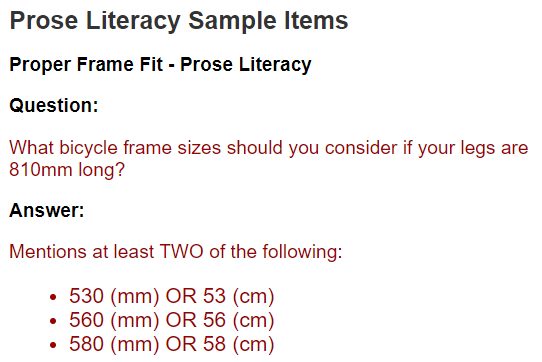 Prose Literacy Sample Items
Proper Frame Fit - Prose Literacy
Question:
What bicycle frame sizes should you consider if your legs are
810mm long?
Answer:
Mentions at least TWO of the following:
• 530 (mm) OR 53 (cm)
• 560 (mm) OR 56 (cm)
• 580 (mm) OR 58 (cm)